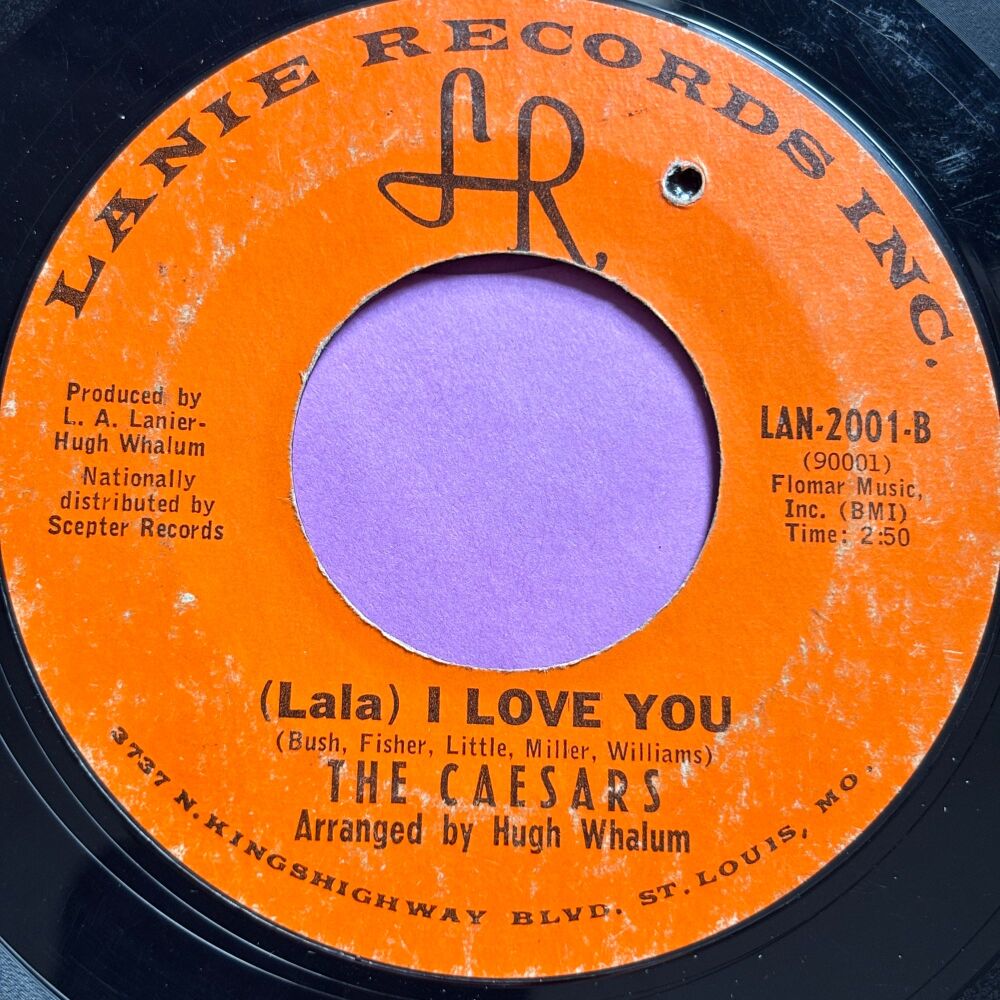 LANIE RECORDS INC.
LR
Produced by
L. A. Lanier-
Hugh Whalum
Nationally
distributed by
Scepter Records
LAN-2001-B
(90001)
Flomar Music,
Inc. (BMI)
Time: 2:50
(Lala) I LOVE YOU
(Bush, Fisher, Little, Miller, Williams)
THE CAESARS
Arranged by Hugh Whalum
3737 N. KINGSHIGHWAY BLVD. ST. LOUIS, MO.